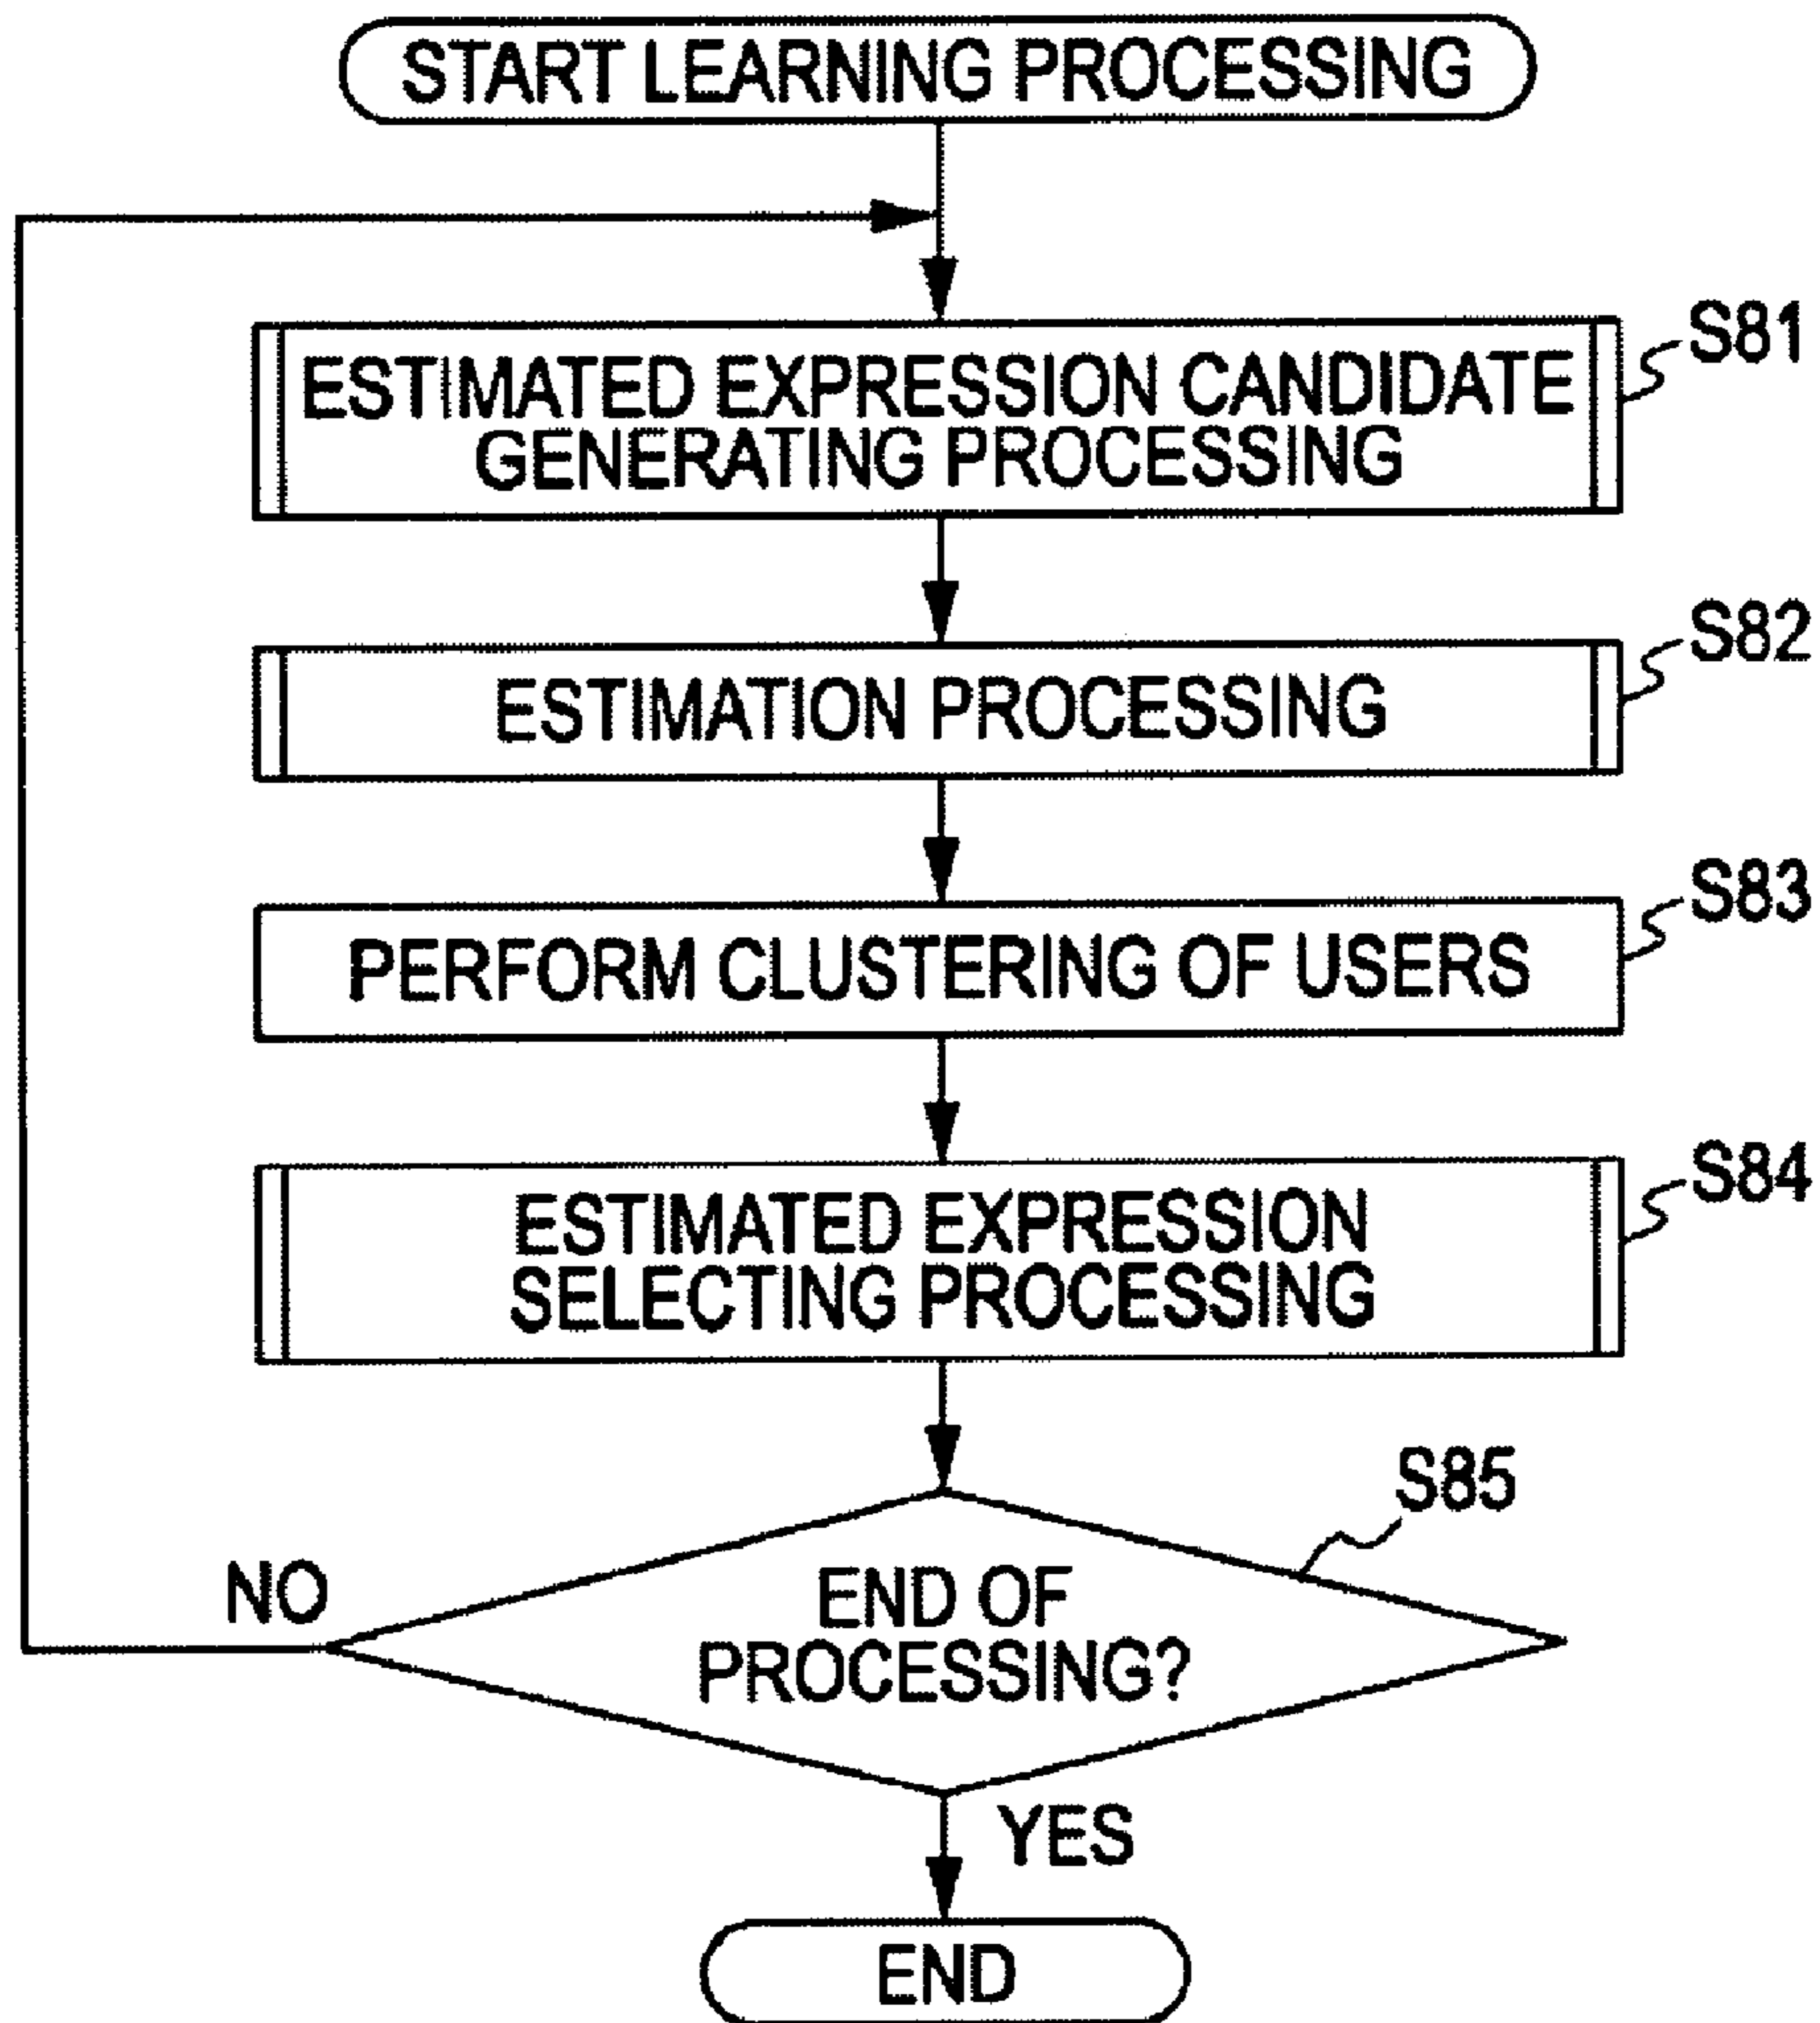 START LEARNING PROCESSING
S81
ESTIMATED EXPRESSION CANDIDATE
GENERATING PROCESSING
S82
ESTIMATION PROCESSING
S83
PERFORM CLUSTERING OF USERS
S84
ESTIMATED EXPRESSION
SELECTING PROCESSING
S85
END OF
PROCESSING?
NO
YES
END